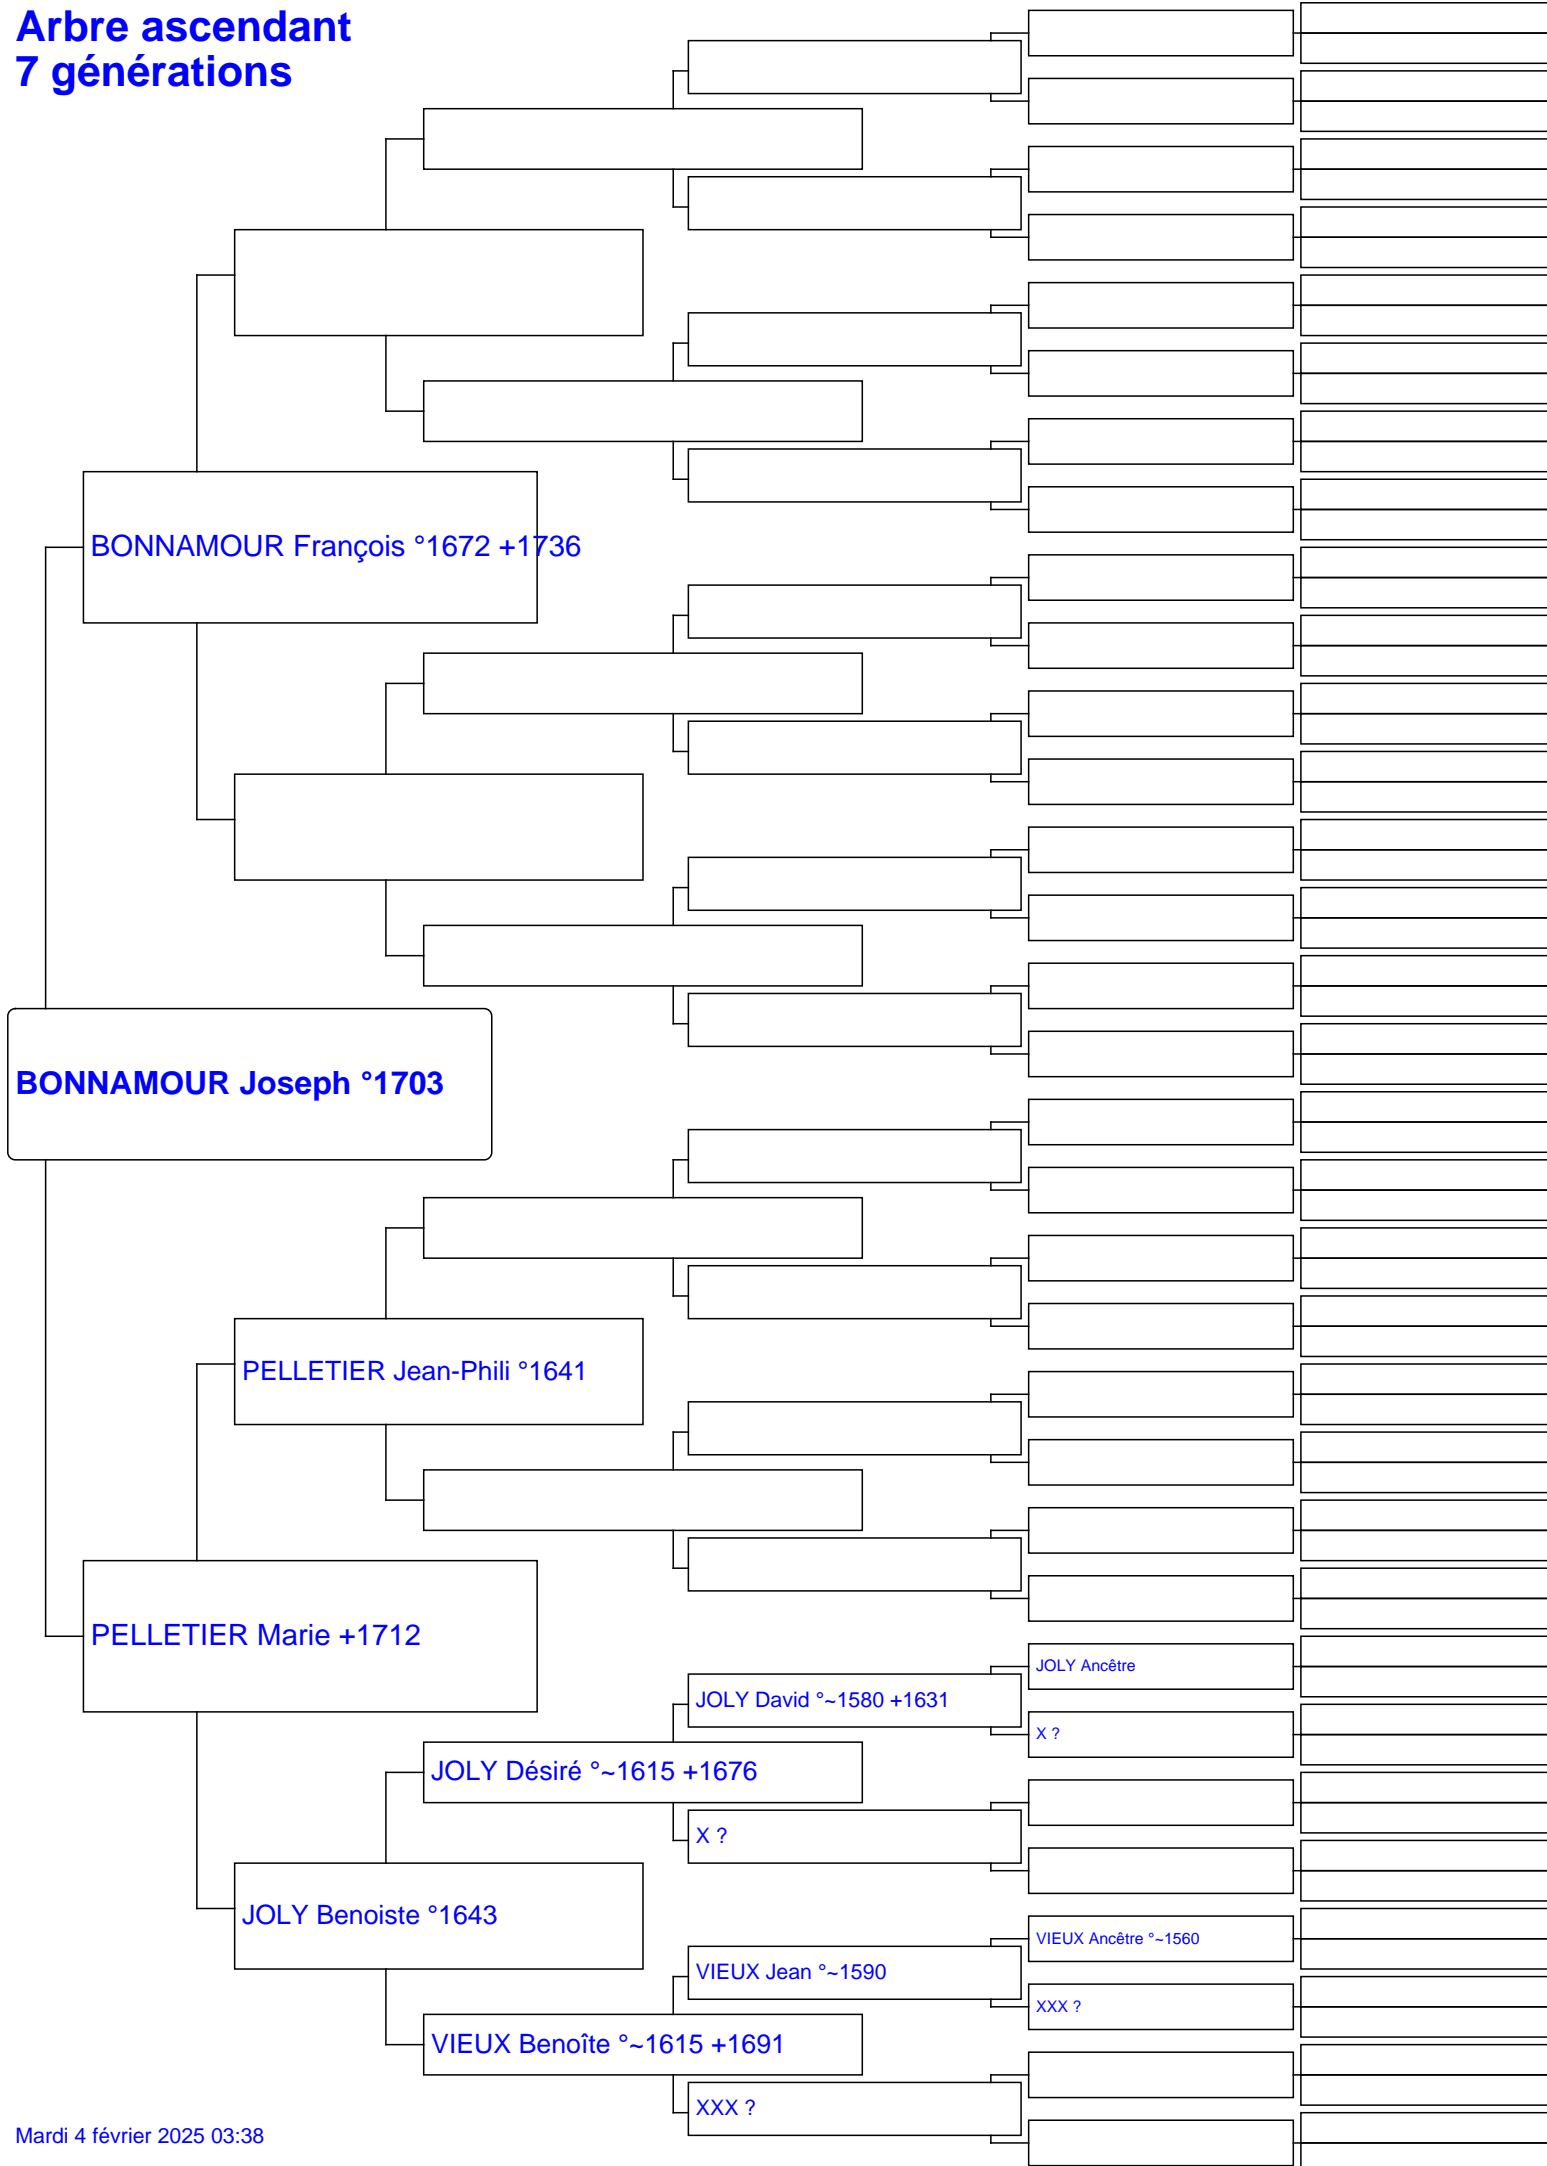 Arbre ascendant
7 générations
BONNAMOUR François °1672 +1736
BONNAMOUR Joseph °1703
PELLETIER Jean-Phili °1641
PELLETIER Marie +1712
JOLY Ancêtre
JOLY David °~1580 +1631
X ?
JOLY Désiré °~1615 +1676
X ?
JOLY Benoiste °1643
VIEUX Ancêtre °~1560
VIEUX Jean °~1590
XXX ?
VIEUX Benoîte °~1615 +1691
XXX ?
Mardi 4 février 2025 03:38